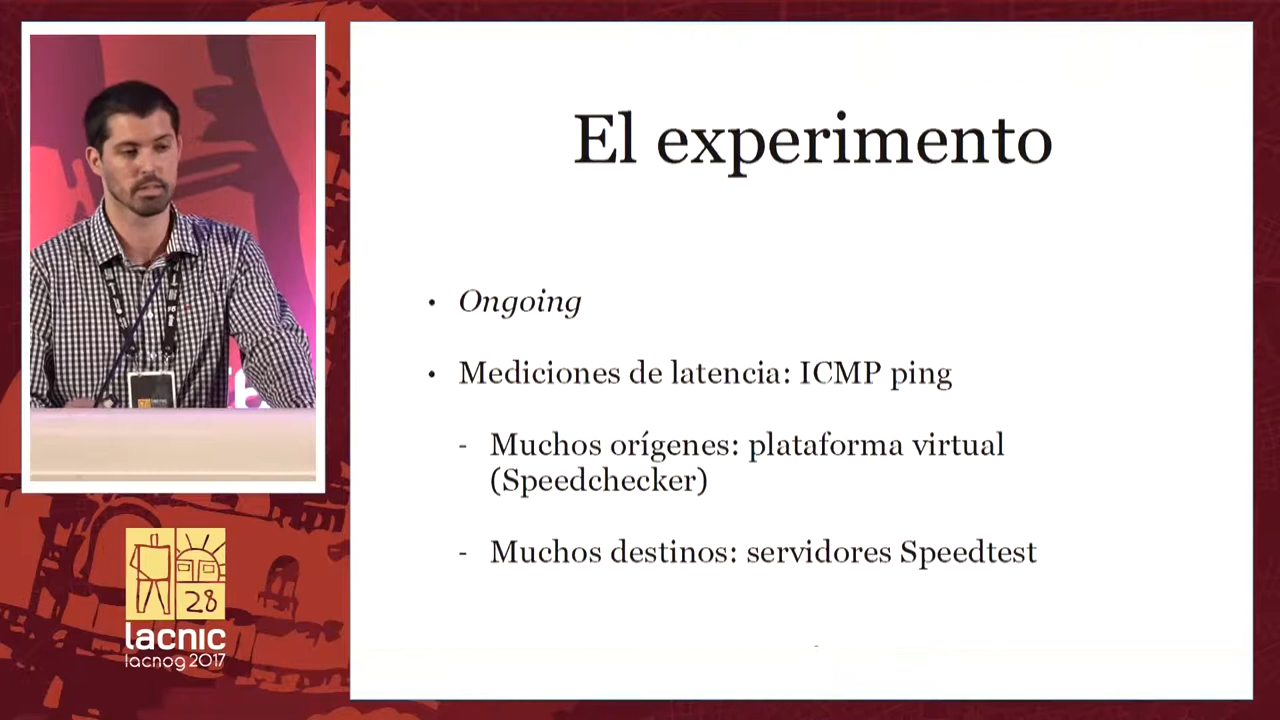 El experimento
• Ongoing
• Mediciones de latencia: ICMP ping
- Muchos orígenes: plataforma virtual
(Speedchecker)
- Muchos destinos: servidores Speedtest
28
lacnic
lacnog 2017